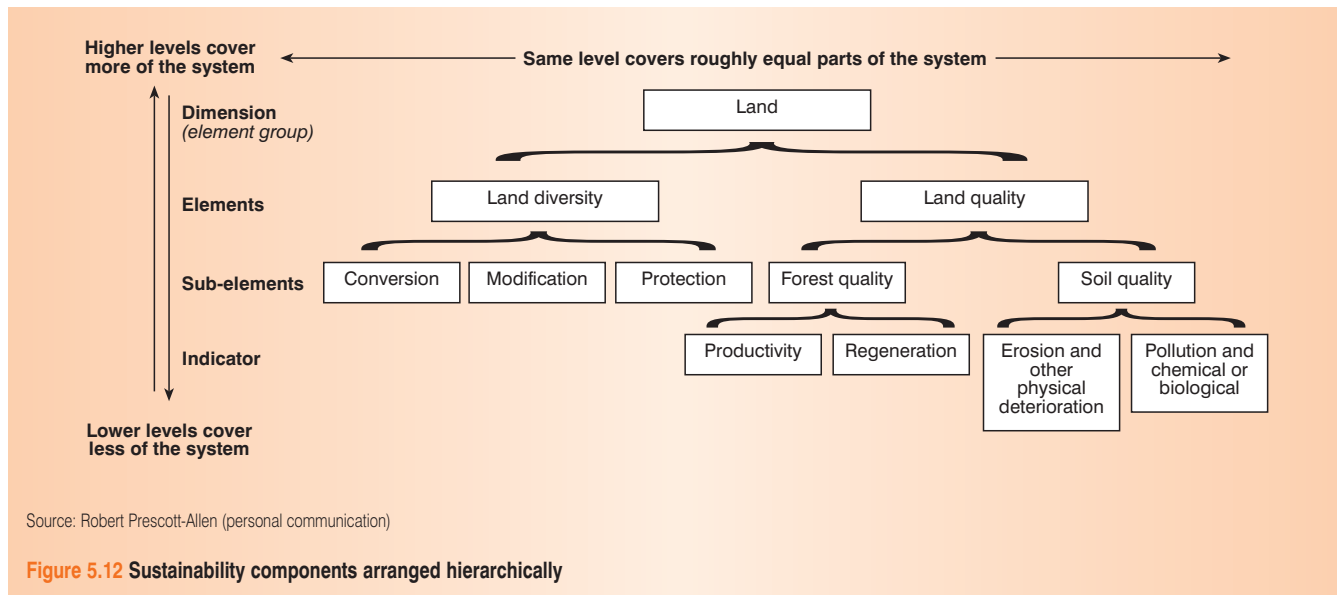 Higher levels cover
more of the system
Same level covers roughly equal parts of the system
Dimension
(element group)
Land
Elements
Land diversity
Land quality
Sub-elements
Conversion
Modification
Protection
Forest quality
Soil quality
Indicator
Productivity
Regeneration
Erosion and
other
physical
deterioration
Pollution and
chemical or
biological
Lower levels cover
less of the system
Source: Robert Prescott-Allen (personal communication)
Figure 5.12 Sustainability components arranged hierarchically